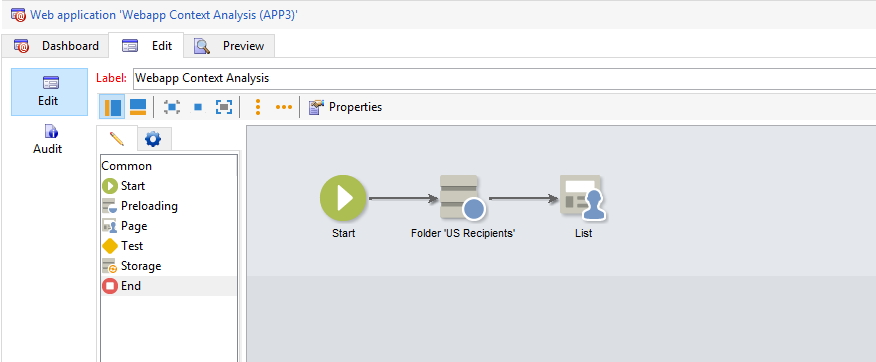 Web application 'Webapp Context Analysis (APP3)'
Dashboard Edit Preview
Label: Webapp Context Analysis
Edit
Properties
Audit
Common
Start
Preloading
Page
Test
Storage
End
Start Folder 'US Recipients' List